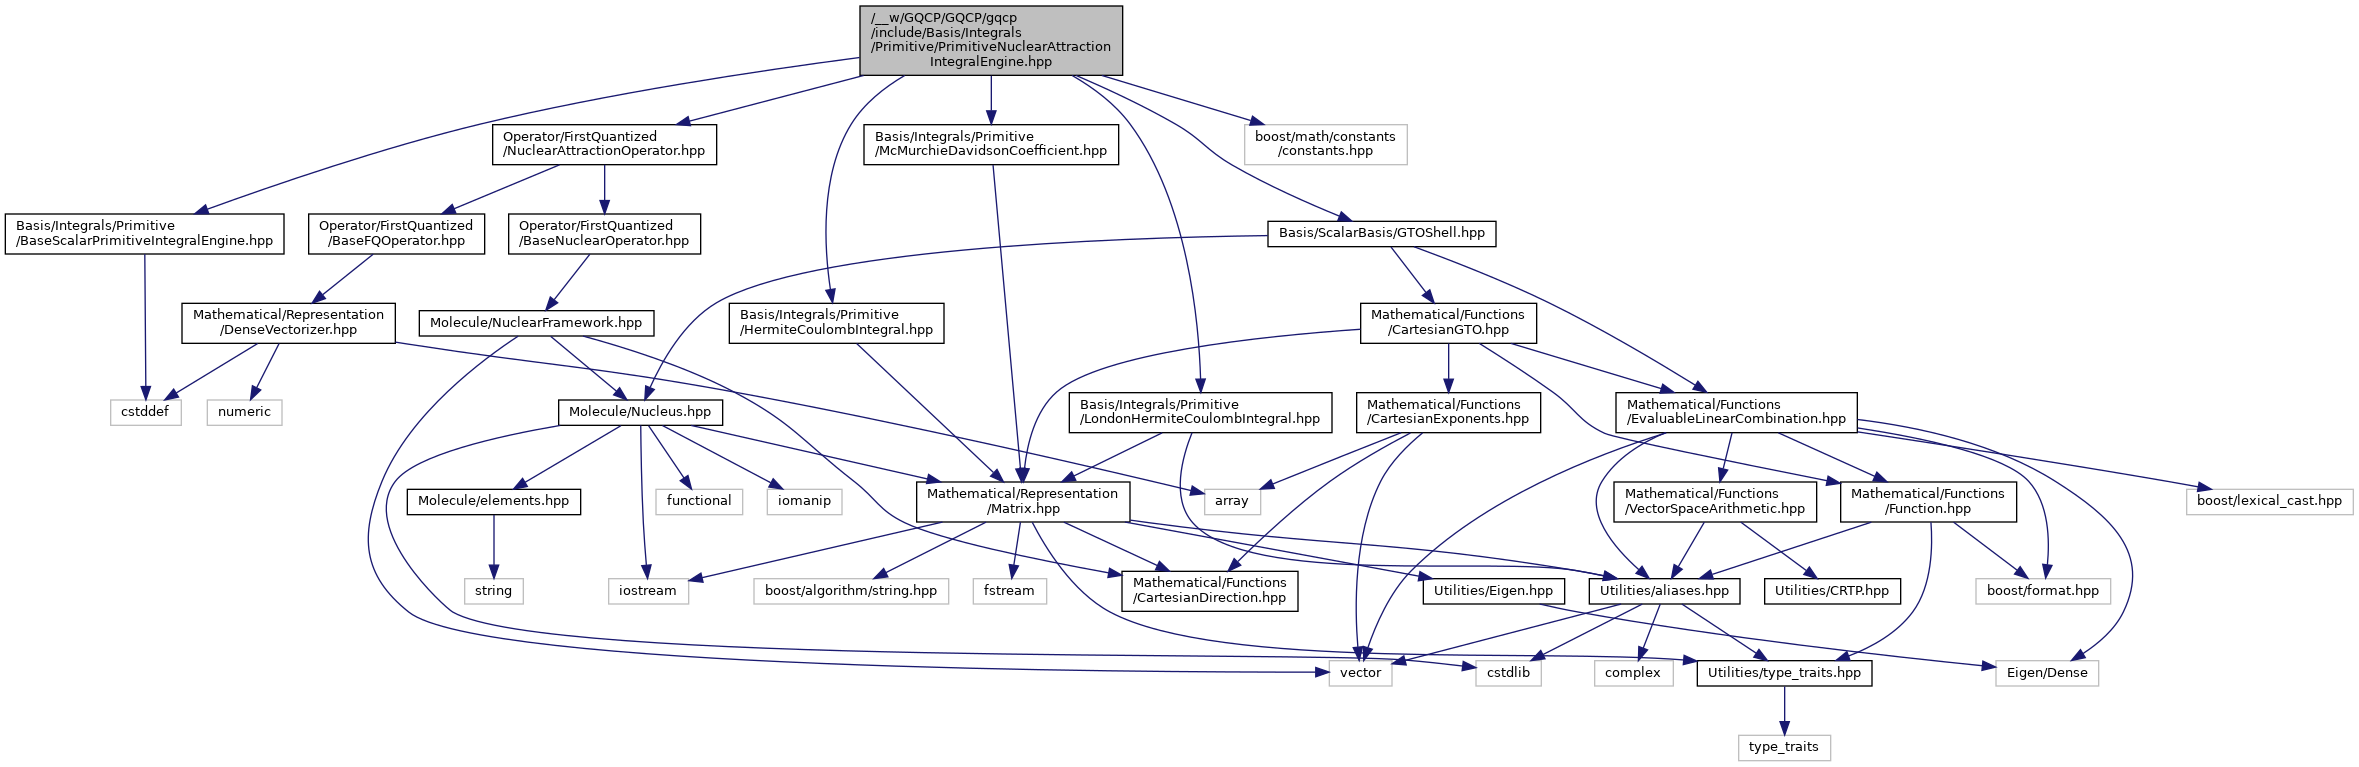 /__w/GQCP/GQCP/gqcp
/include/Basis/Integrals
/Primitive/PrimitiveNuclearAttraction
IntegralEngine.hpp
Operator/FirstQuantized
/NuclearAttractionOperator.hpp
Basis/Integrals/Primitive
/McMurchieDavidsonCoefficient.hpp
boost/math/constants
/constants.hpp
Basis/Integrals/Primitive
/BaseScalarPrimitiveIntegralEngine.hpp
Operator/FirstQuantized
/BaseFQOperator.hpp
Operator/FirstQuantized
/BaseNuclearOperator.hpp
Basis/ScalarBasis/GTOShell.hpp
Mathematical/Representation
/DenseVectorizer.hpp
Molecule/NuclearFramework.hpp
Basis/Integrals/Primitive
/HermiteCoulombIntegral.hpp
Mathematical/Functions
/CartesianGTO.hpp
cstddef
numeric
Molecule/Nucleus.hpp
Basis/Integrals/Primitive
/LondonHermiteCoulombIntegral.hpp
Mathematical/Functions
/CartesianExponents.hpp
Mathematical/Functions
/EvaluableLinearCombination.hpp
Molecule/elements.hpp
functional
iomanip
Mathematical/Representation
/Matrix.hpp
array
Mathematical/Functions
/VectorSpaceArithmetic.hpp
Mathematical/Functions
/Function.hpp
boost/lexical_cast.hpp
string
iostream
boost/algorithm/string.hpp
fstream
Mathematical/Functions
/CartesianDirection.hpp
Utilities/Eigen.hpp
Utilities/aliases.hpp
Utilities/CRTP.hpp
boost/format.hpp
vector
cstdlib
complex
Utilities/type_traits.hpp
Eigen/Dense
type_traits